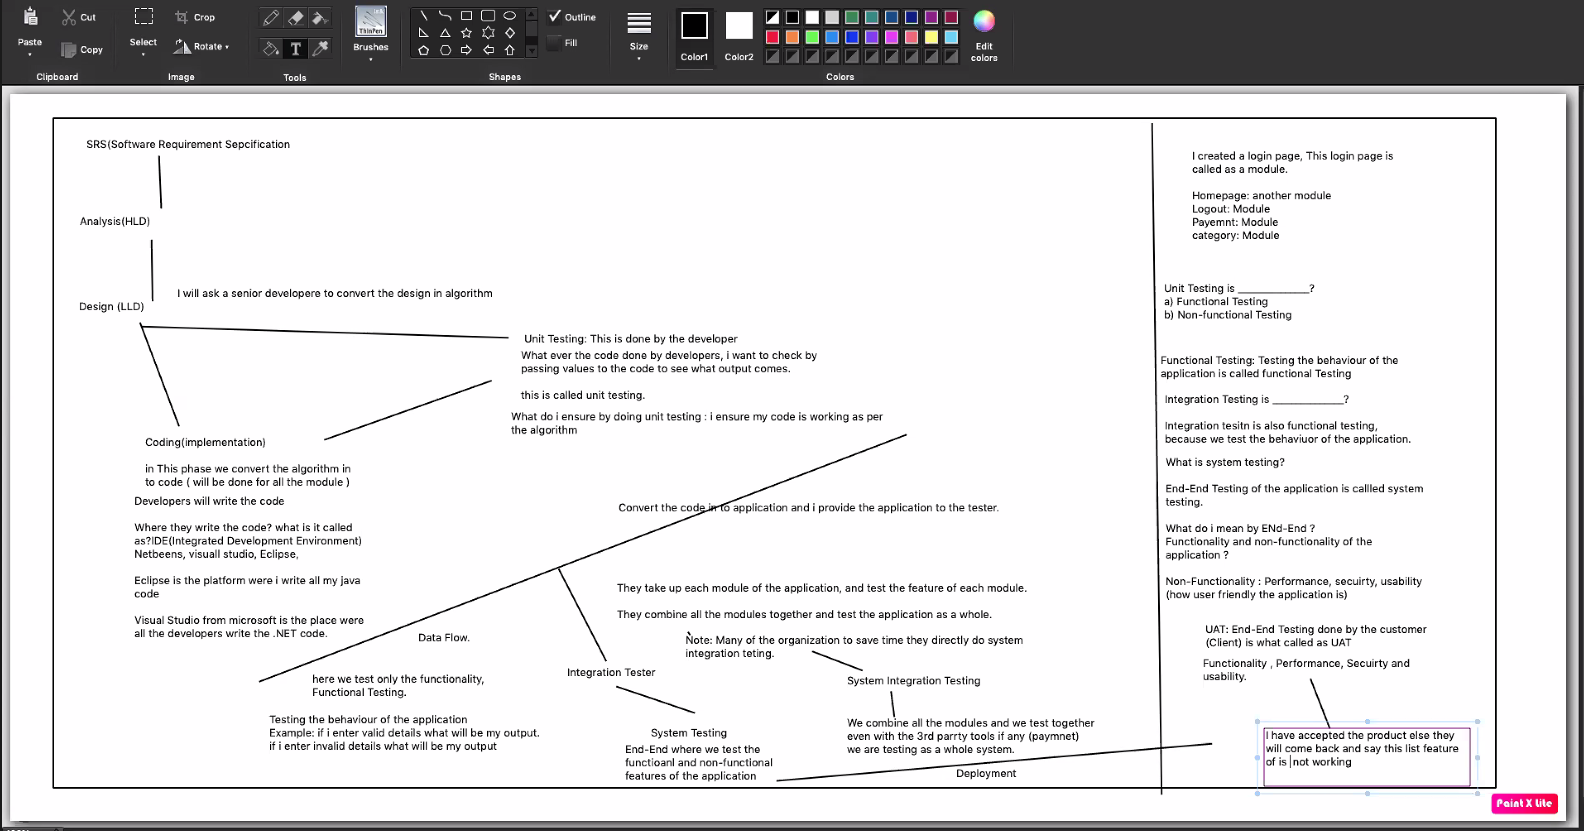 Paste
Cut
Copy
Clipboard
Select
Crop
Rotate
Image
T
Tools
ThinPen
Brushes
Shapes
Outline
Fill
Size
Color1
Color2
Colors
Edit
colors
SRS(Software Requirement Sepcification
Analysis(HLD)
Design (LLD)
I will ask a senior developere to convert the design in algorithm
Unit Testing: This is done by the developer
What ever the code done by developers, i want to check by
passing values to the code to see what output comes.
this is called unit testing.
What do i ensure by doing unit testing : i ensure my code is working as per
the algorithm
Coding(implementation)
in This phase we convert the algorithm in
to code ( will be done for all the module )
Developers will write the code
Where they write the code? what is it called
as?IDE(Integrated Development Environment)
Netbeens, visuall studio, Eclipse,
Eclipse is the platform were i write all my java
code
Visual Studio from microsoft is the place were
all the developers write the .NET code.
Convert the code in to application and i provide the application to the tester.
They take up each module of the application, and test the feature of each module.
They combine all the modules together and test the application as a whole.
Note: Many of the organization to save time they directly do system
integration teting.
Data Flow.
here we test only the functionality,
Functional Testing.
Testing the behaviour of the application
Example: if i enter valid details what will be my output.
if i enter invalid details what will be my output
Integration Tester
System Testing
End-End where we test the
functioanl and non-functional
features of the application
System Integration Testing
We combine all the modules and we test together
even with the 3rd parrty tools if any (paymnet)
we are testing as a whole system.
Deployment
I created a login page, This login page is
called as a module.
Homepage: another module
Logout: Module
Payemnt: Module
category: Module
Unit Testing is _____________?
a) Functional Testing
b) Non-functional Testing
Functional Testing: Testing the behaviour of the
application is called functional Testing
Integration Testing is _____________?
Integration tesitn is also functional testing,
because we test the behaviuor of the application.
What is system testing?
End-End Testing of the application is callled system
testing.
What do i mean by ENd-End ?
Functionality and non-functionality of the
application ?
Non-Functionality : Performance, secuirty, usability
(how user friendly the application is)
UAT: End-End Testing done by the customer
(Client) is what called as UAT
Functionality , Performance, Secuirty and
usability.
I have accepted the product else they
will come back and say this list feature
of is not working
Paint X Lite